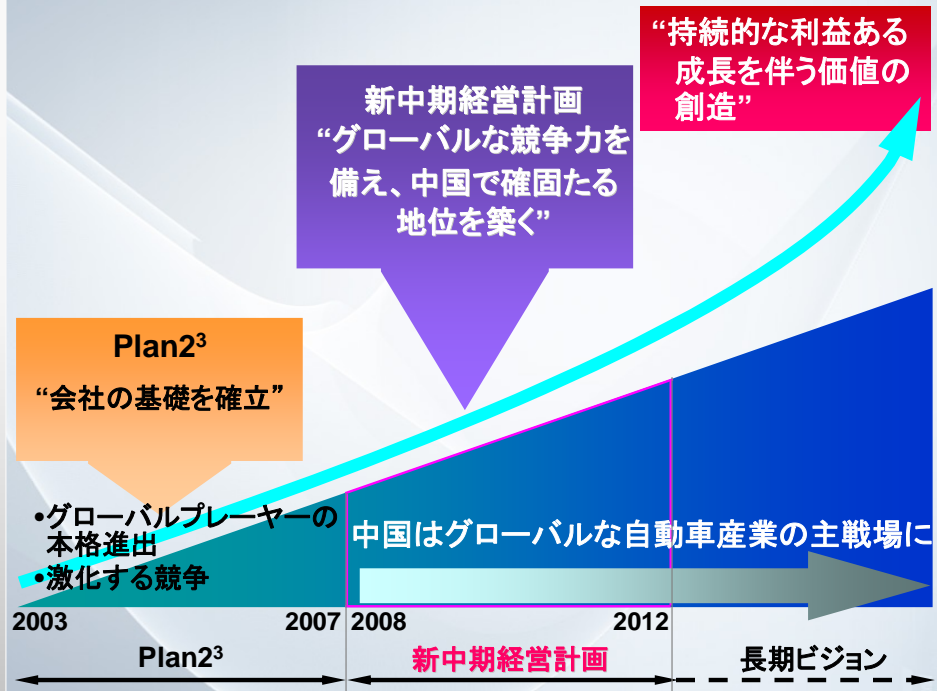 “持続的な利益ある
成長を伴う価値の
創造”
新中期経営計画
“グローバルな競争力を
備え、中国で確固たる
地位を築く”
Plan2³
“会社の基礎を確立”
•グローバルプレーヤーの
本格進出
•激化する競争
中国はグローバルな自動車産業の主戦場に
2003 2007 2008 2012
Plan2³ 新中期経営計画 長期ビジョン